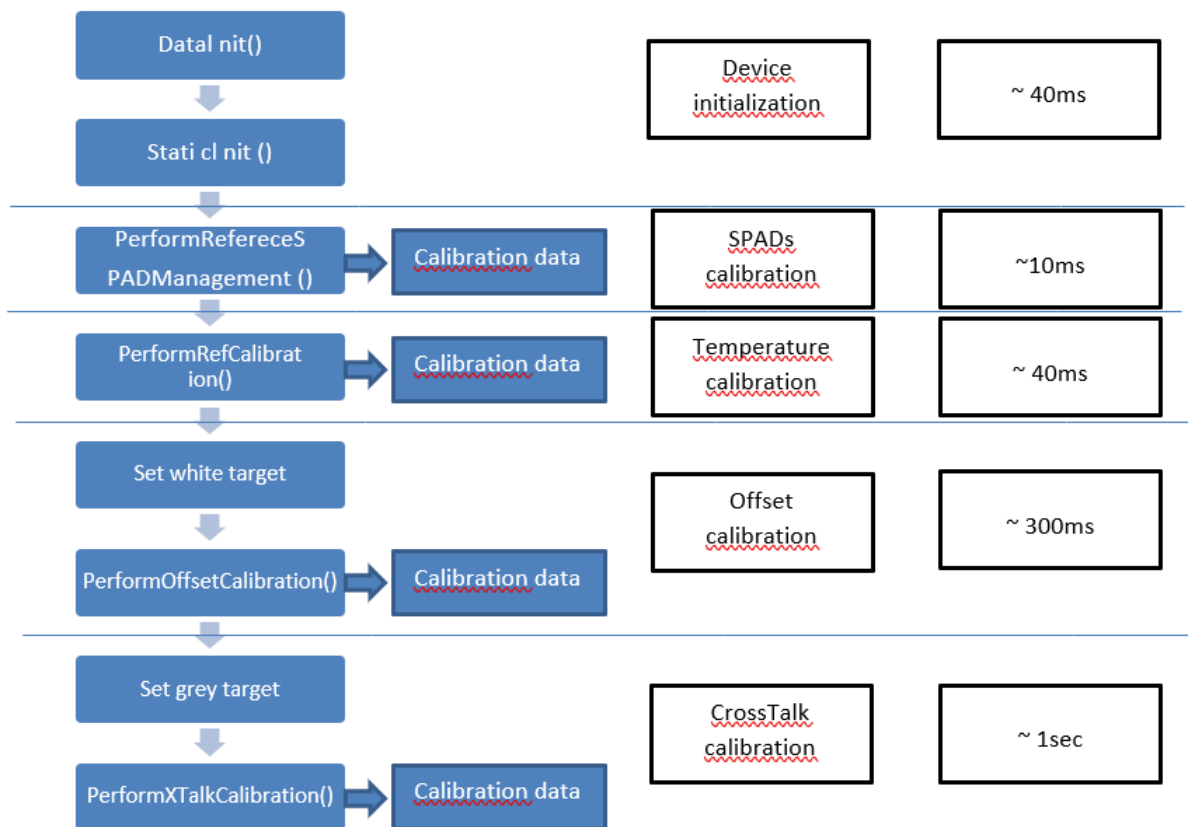 Datal nit()
Device
initialization
~ 40ms
Stati cl nit ()
PerformRefereceS
PADManagement ()
Calibration data
SPADs
calibration
~10ms
PerformRefCalibrat
ion()
Calibration data
Temperature
calibration
~ 40ms
Set white target
Offset
calibration
~ 300ms
PerformOffsetCalibration()
Calibration data
Set grey target
CrossTalk
calibration
~ 1sec
PerformXTalkCalibration()
Calibration data